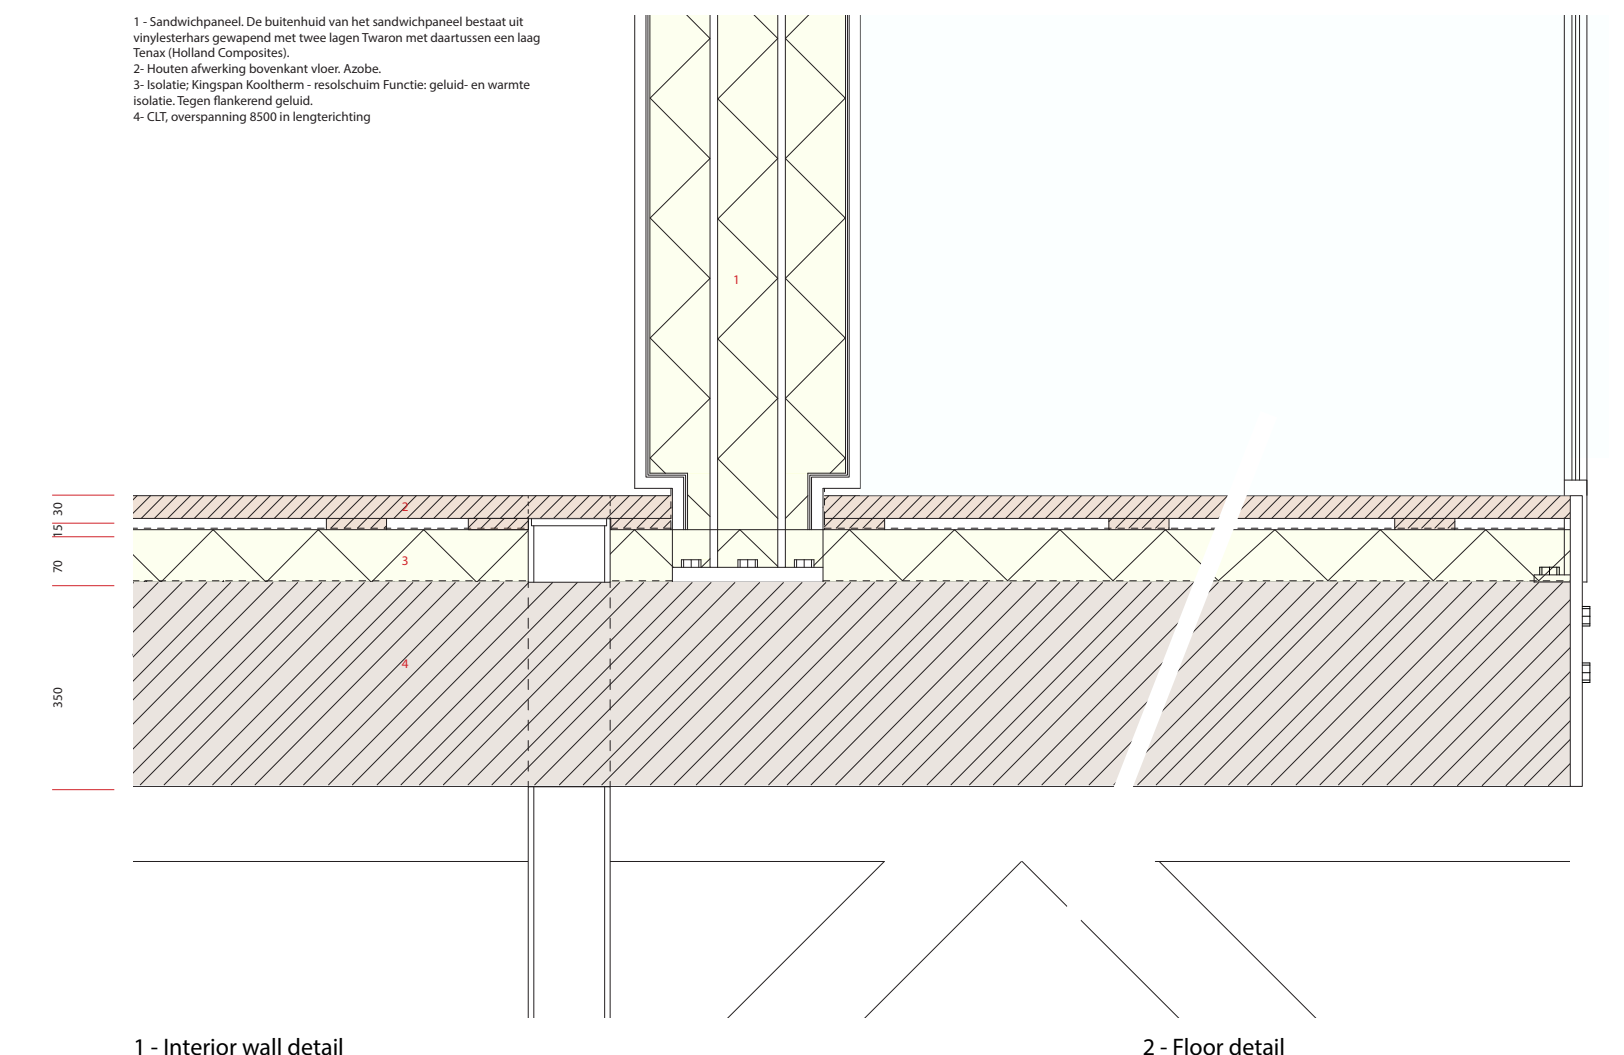 1 - Sandwichpaneel. De buitenhuid van het sandwichpaneel bestaat uit
vinylesterhars gewapend met twee lagen Twaron met daartussen een laag
Tenax (Holland Composites).
2- Houten afwerking bovenkant vloer. Azobe.
3- Isolatie; Kingspan Kooltherm - resolschuim Functie: geluid- en warmte
isolatie. Tegen flankerend geluid.
4- CLT, overspanning 8500 in lengterichting
1
30
2
15
70
3
4
350
1 - Interior wall detail
2 - Floor detail